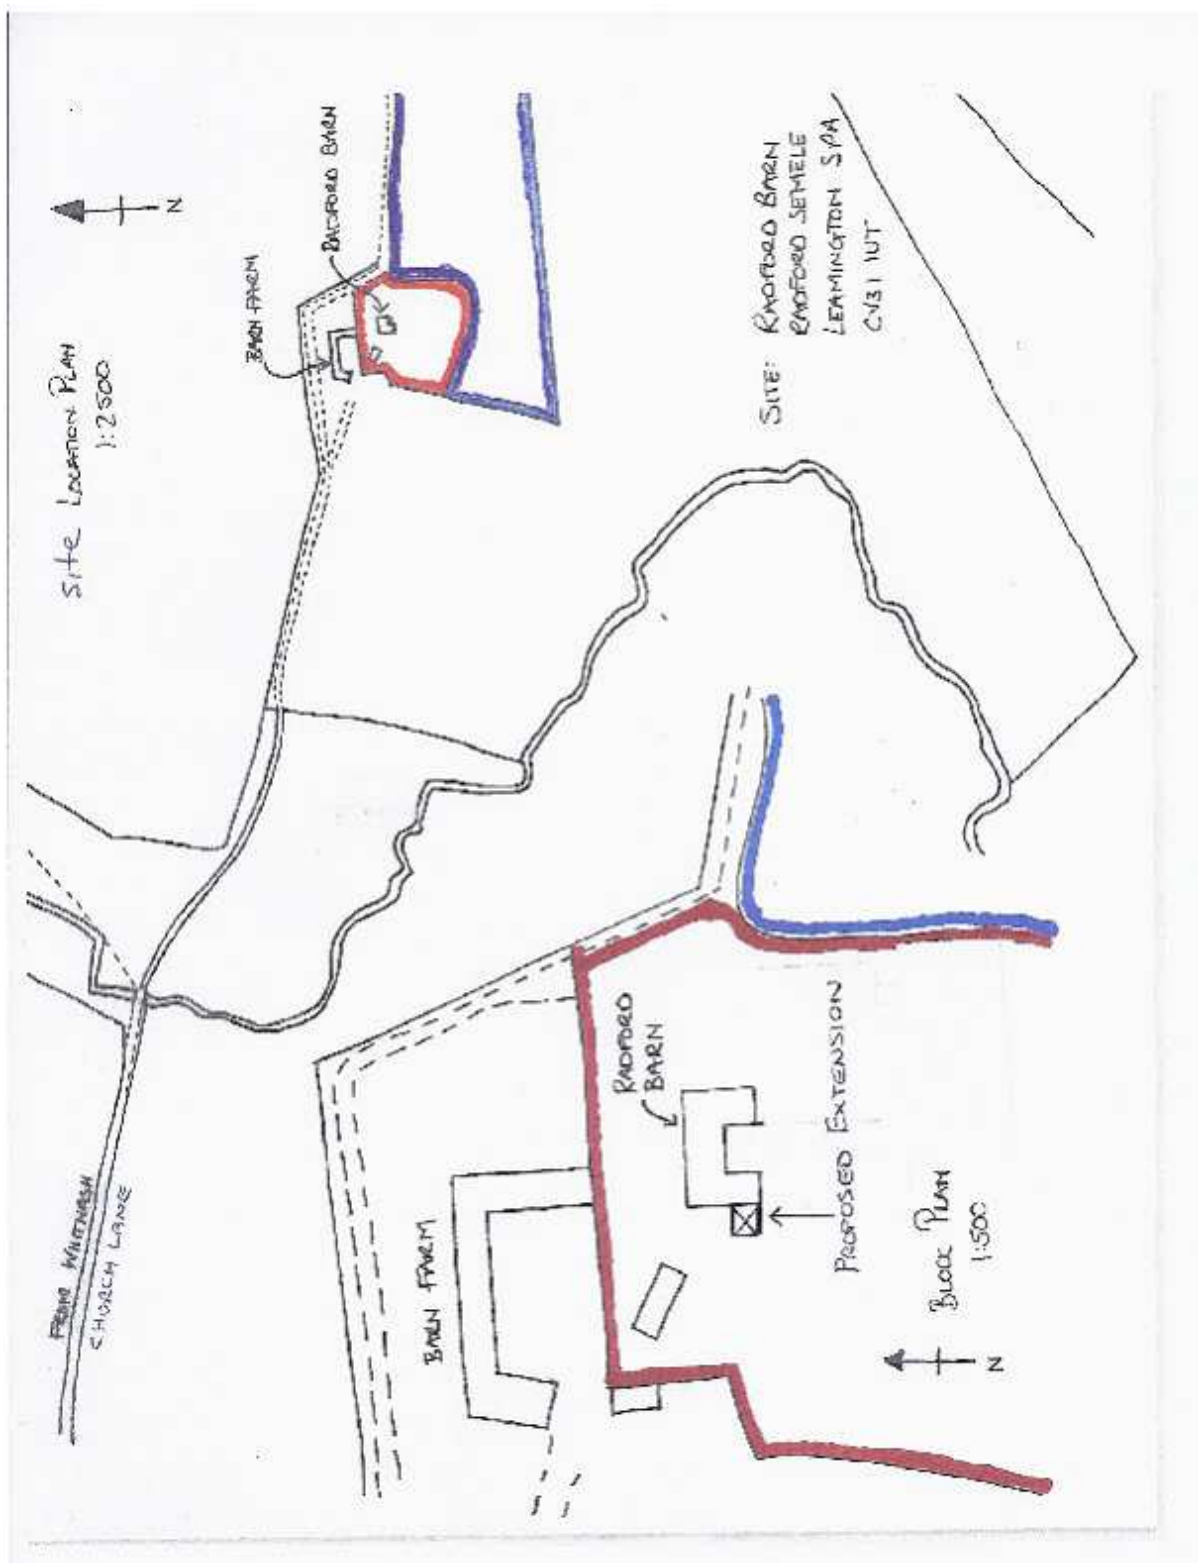 Site Location Plan
1:2500
N
BARN FARM
RADFORD BARN
FROM WHITNASH
CHURCH LANE
SITE: RADFORD BARN
RADFORD SEMELE
LEAMINGTON SPA
CV31 1UT
BARN FARM
RADFORD
BARN
PROPOSED EXTENSION
BLOCK PLAN
1:500
N